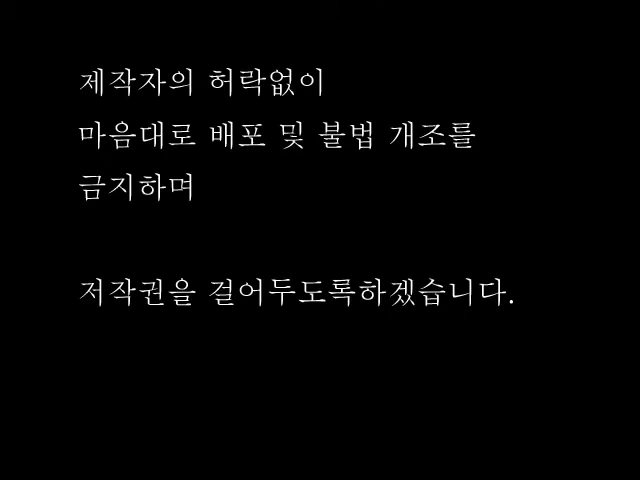 제작자의 허락없이
마음대로 배포 및 불법 개조를
금지하며
저작권을 걸어두도록하겠습니다.